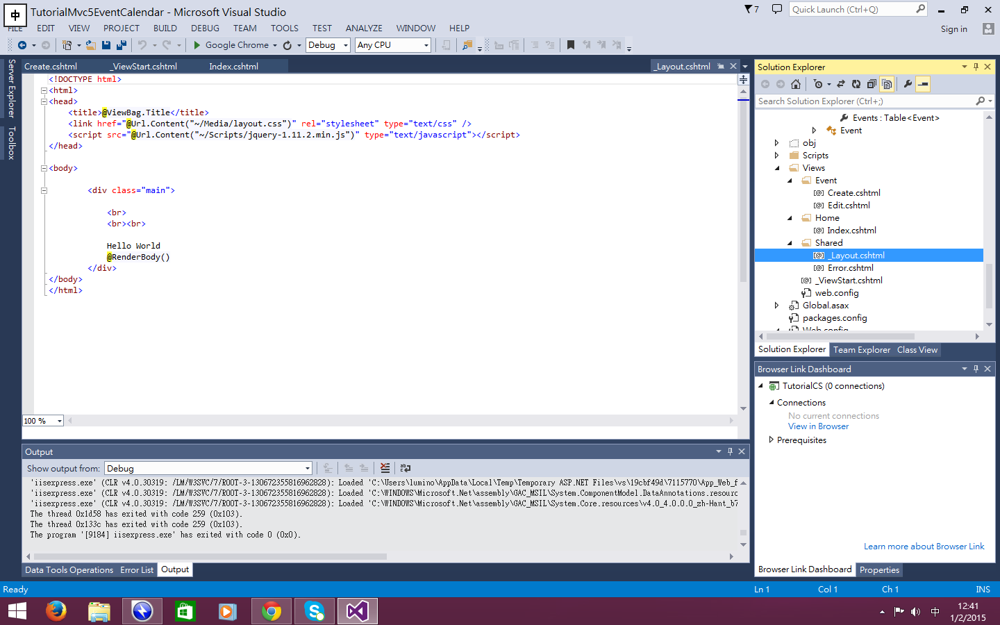 中
TutorialMvc5EventCalendar - Microsoft Visual Studio
7
Quick Launch (Ctrl+Q)
FILE EDIT VIEW PROJECT BUILD DEBUG TEAM TOOLS TEST ANALYZE WINDOW HELP
Sign in
Google Chrome
Debug
Any CPU
Server Explorer
Toolbox
Create.cshtml _ViewStart.cshtml Index.cshtml _Layout.cshtml
<!DOCTYPE html>
<html>
<head>
<title>@ViewBag.Title</title>
<link href="@Url.Content("~/Media/layout.css")" rel="stylesheet" type="text/css" />
<script src="@Url.Content("~/Scripts/jquery-1.11.2.min.js")" type="text/javascript"></script>
</head>
<body>
<div class="main">
<br>
<br><br>
Hello World
@RenderBody()
</div>
</body>
</html>
100 %
Solution Explorer
Search Solution Explorer (Ctrl+;)
Events : Table<Event>
Event
obj
Scripts
Views
Event
Create.cshtml
Edit.cshtml
Home
Index.cshtml
Shared
_Layout.cshtml
Error.cshtml
_ViewStart.cshtml
web.config
Global.asax
packages.config
Web.config
Solution Explorer Team Explorer Class View
Browser Link Dashboard
TutorialCS (0 connections)
Connections
No current connections
View in Browser
Prerequisites
Learn more about Browser Link
Browser Link Dashboard Properties
Output
Show output from: Debug
'iisexpress.exe' (CLR v4.0.30319: /LM/W3SVC/7/ROOT-3-130672355816962828): Loaded 'C:\Users\lumino\AppData\Local\Temp\Temporary ASP.NET Files\vs\19cbf49d\7115770\App_Web_f
'iisexpress.exe' (CLR v4.0.30319: /LM/W3SVC/7/ROOT-3-130672355816962828): Loaded 'C:\WINDOWS\Microsoft.Net\assembly\GAC_MSIL\System.ComponentModel.DataAnnotations.resourc
'iisexpress.exe' (CLR v4.0.30319: /LM/W3SVC/7/ROOT-3-130672355816962828): Loaded 'C:\WINDOWS\Microsoft.Net\assembly\GAC_MSIL\System.Core.resources\v4.0_4.0.0.0_zh-Hant_b7
The thread 0x1d58 has exited with code 259 (0x103).
The thread 0x133c has exited with code 259 (0x103).
The program '[9184] iisexpress.exe' has exited with code 0 (0x0).
Data Tools Operations Error List Output
Ready
Ln 1 Col 1 Ch 1 INS
中
12:41
1/2/2015